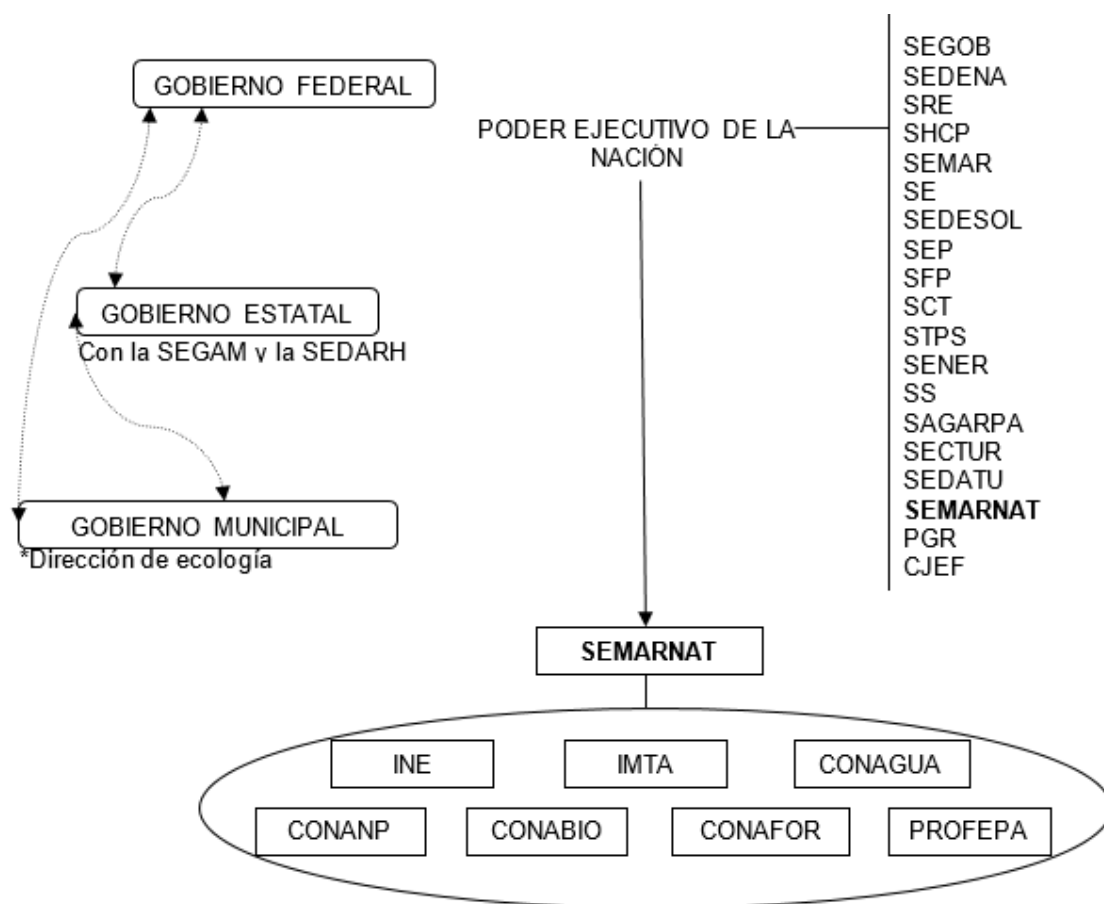 GOBIERNO FEDERAL
GOBIERNO ESTATAL
Con la SEGAM y la SEDARH
GOBIERNO MUNICIPAL
*Dirección de ecología
PODER EJECUTIVO DE LA
NACIÓN
SEGOB
SEDENA
SRE
SHCP
SEMAR
SE
SEDESOL
SEP
SFP
SCT
STPS
SENER
SS
SAGARPA
SECTUR
SEDATU
SEMARNAT
PGR
CJEF
SEMARNAT
INE
IMTA
CONAGUA
CONANP
CONABIO
CONAFOR
PROFEPA